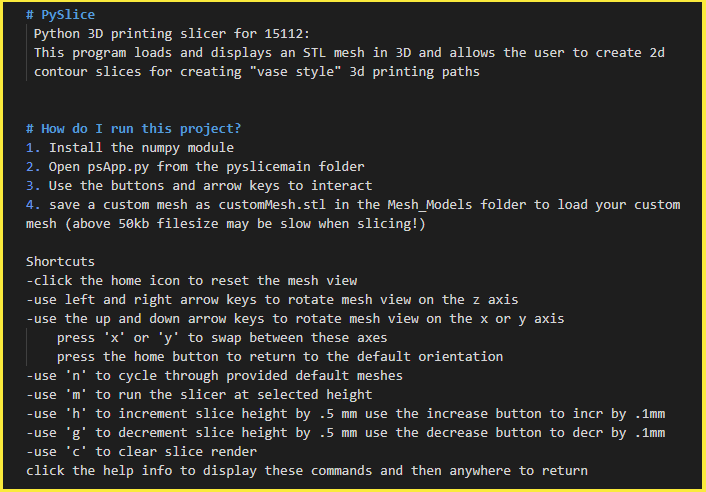 # PySlice
Python 3D printing slicer for 15112:
This program loads and displays an STL mesh in 3D and allows the user to create 2d
contour slices for creating "vase style" 3d printing paths
# How do I run this project?
1. Install the numpy module
2. Open psApp.py from the pyslicemain folder
3. Use the buttons and arrow keys to interact
4. save a custom mesh as customMesh.stl in the Mesh_Models folder to load your custom
mesh (above 50kb filesize may be slow when slicing!)
Shortcuts
-click the home icon to reset the mesh view
-use left and right arrow keys to rotate mesh view on the z axis
-use the up and down arrow keys to rotate mesh view on the x or y axis
press 'x' or 'y' to swap between these axes
press the home button to return to the default orientation
-use 'n' to cycle through provided default meshes
-use 'm' to run the slicer at selected height
-use 'h' to increment slice height by .5 mm use the increase button to incr by .1mm
-use 'g' to decrement slice height by .5 mm use the decrease button to decr by .1mm
-use 'c' to clear slice render
click the help info to display these commands and then anywhere to return